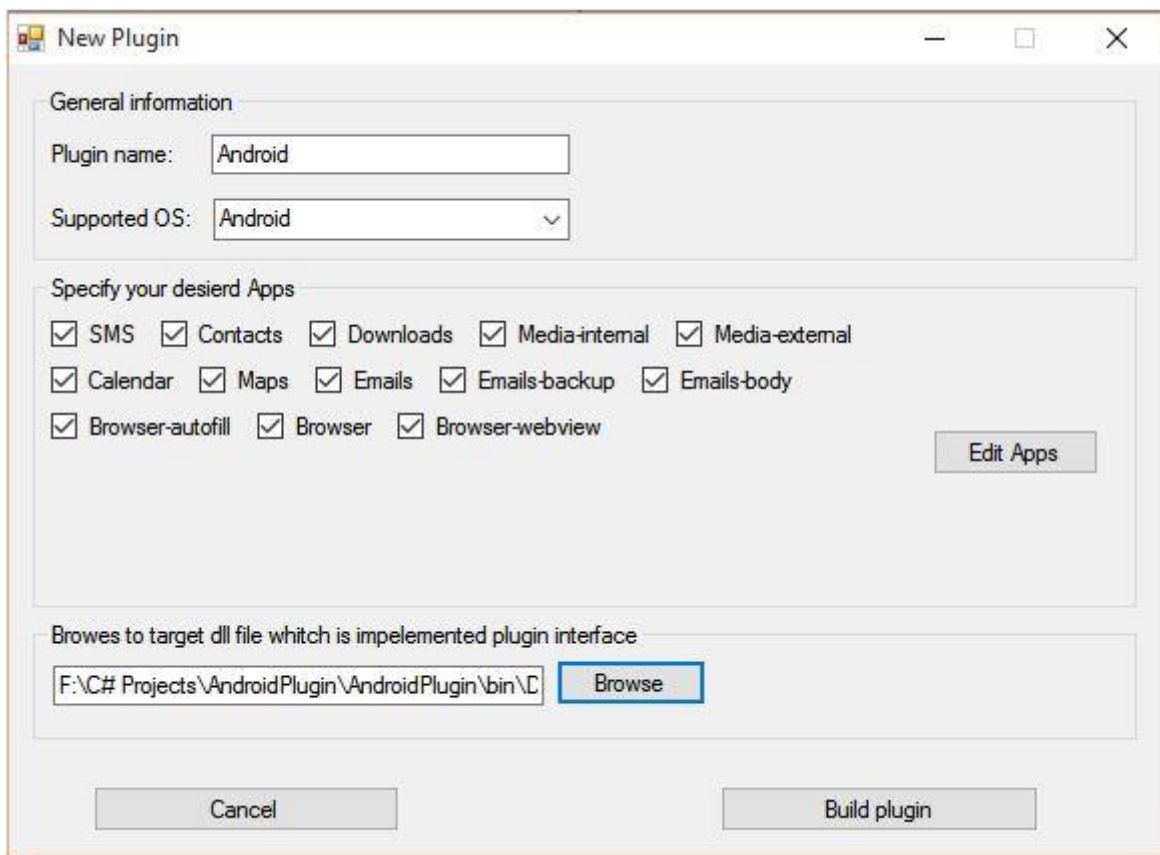 New Plugin
General information
Plugin name: Android
Supported OS: Android
Specify your desierd Apps
SMS Contacts Downloads Media-internal Media-external
Calendar Maps Emails Emails-backup Emails-body
Browser-autofill Browser Browser-webview
Edit Apps
Browes to target dll file whitch is impelemented plugin interface
F:\C# Projects\AndroidPlugin\AndroidPlugin\bin\D Browse
Cancel Build plugin